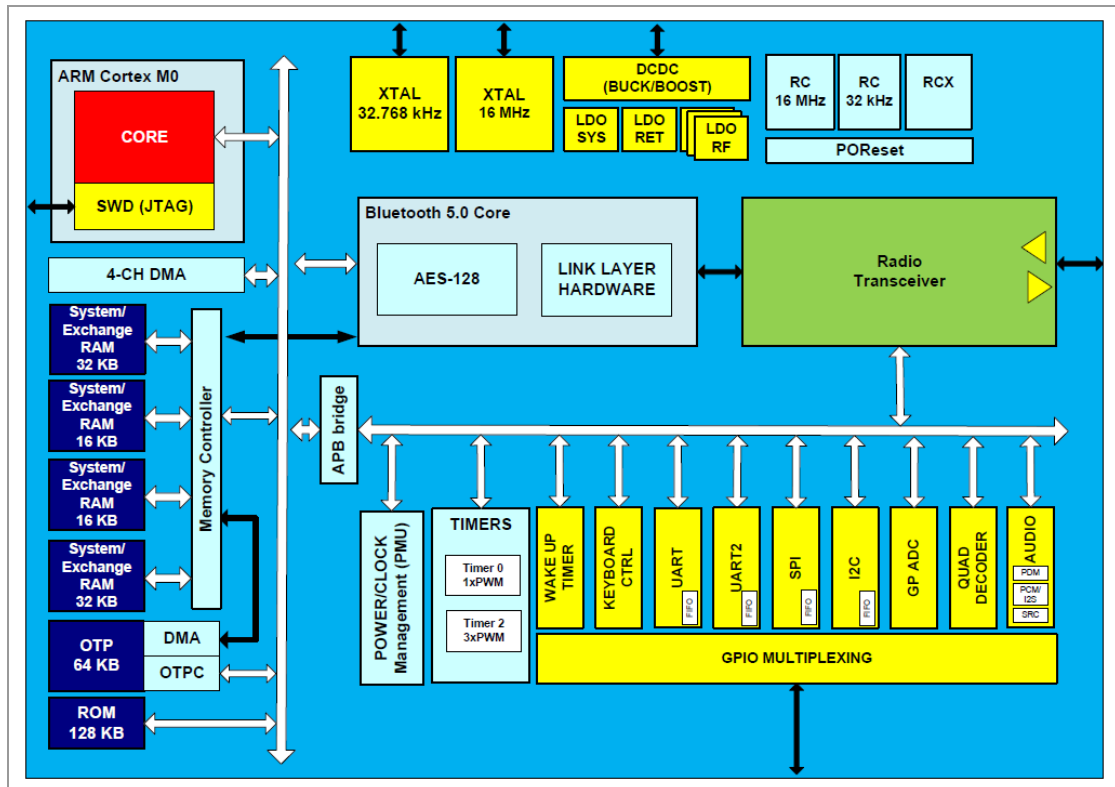 ARM Cortex M0
CORE
SWD (JTAG)
XTAL
32.768 kHz
XTAL
16 MHz
DCDC
(BUCK/BOOST)
LDO
SYS
LDO
RET
LDO
RF
RC
16 MHz
RC
32 kHz
RCX
POReset
Bluetooth 5.0 Core
AES-128
LINK LAYER
HARDWARE
Radio
Transceiver
4-CH DMA
System/
Exchange
RAM
32 KB
System/
Exchange
RAM
16 KB
System/
Exchange
RAM
16 KB
System/
Exchange
RAM
32 KB
Memory Controller
OTP
64 KB
DMA
OTPC
ROM
128 KB
APB bridge
POWER/CLOCK
Management (PMU)
TIMERS
Timer 0
1xPWM
Timer 2
3xPWM
WAKE UP
TIMER
KEYBOARD
CTRL
UART
FIFO
UART2
FIFO
SPI
FIFO
I2C
FIFO
GP ADC
QUAD
DECODER
AUDIO
PDM
PCM/
I2S
SRC
GPIO MULTIPLEXING